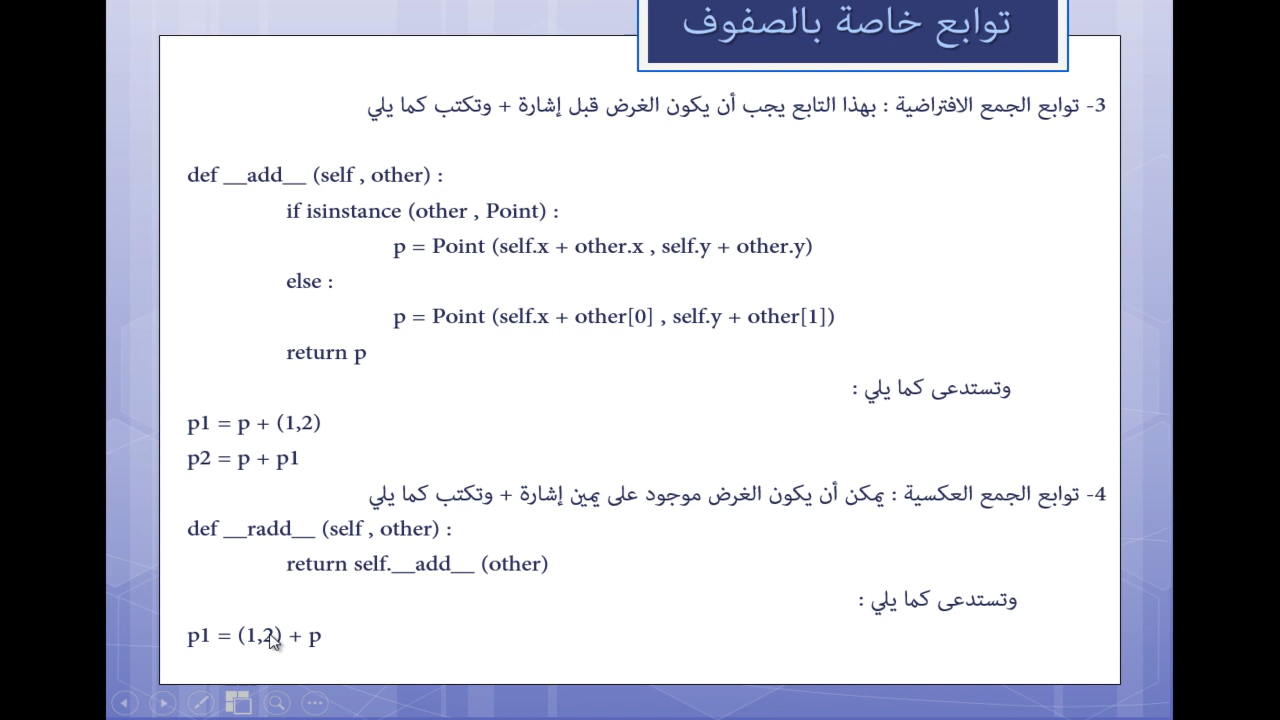 توابع خاصة بالصفوف
3- توابع الجمع الافتراضية : بهذا التابع يجب أن يكون الغرض قبل إشارة + وتكتب كما يلي
def __add__ (self , other) :
if isinstance (other , Point) :
p = Point (self.x + other.x , self.y + other.y)
else :
p = Point (self.x + other[0] , self.y + other[1])
return p
وتستدعى كما يلي :
p1 = p + (1,2)
p2 = p + p1
4- توابع الجمع العكسية : يمكن أن يكون الغرض موجود على يمين إشارة + وتكتب كما يلي
def __radd__ (self , other) :
return self.__add__ (other)
وتستدعى كما يلي :
p1 = (1,2) + p